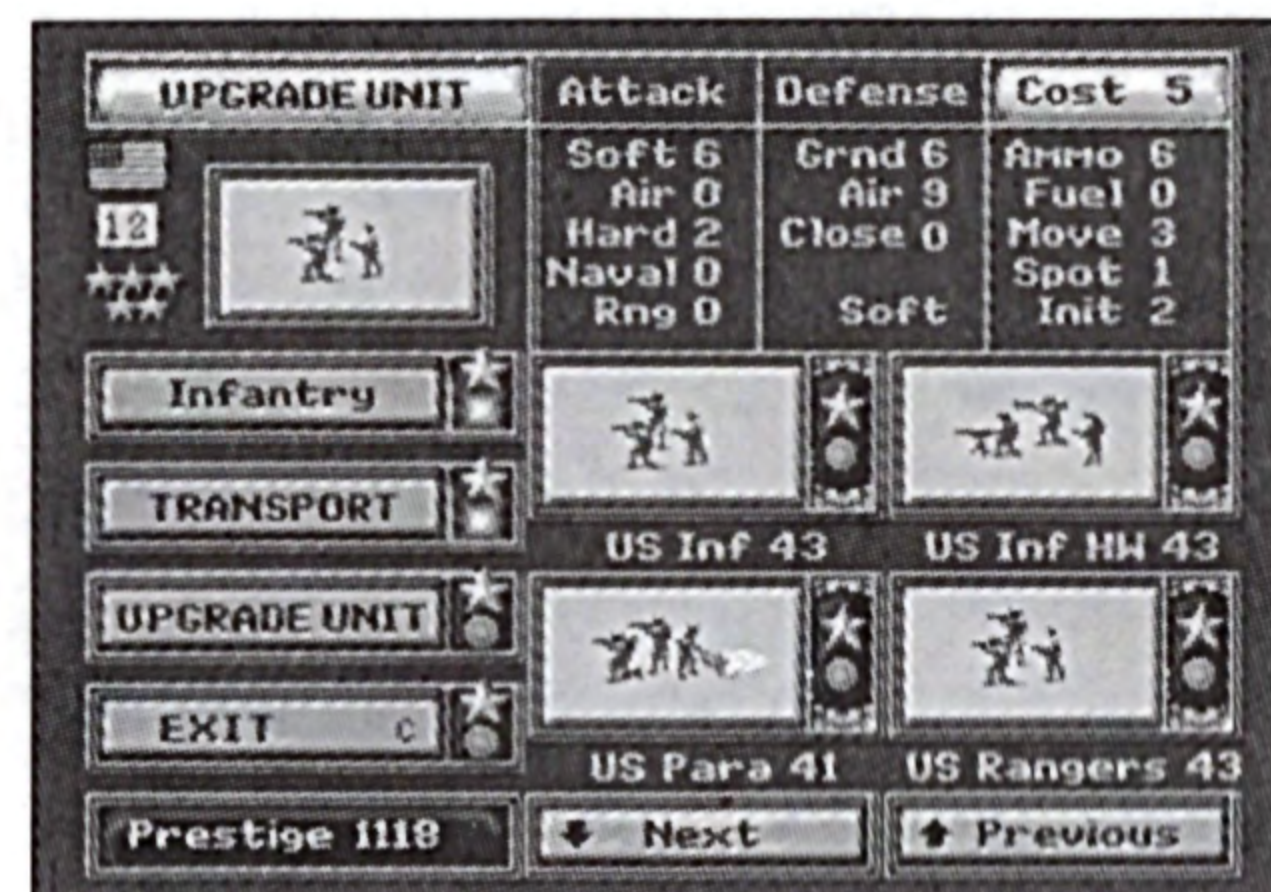 UPGRADE UNIT
Attack
Defense
Cost 5
12
Soft 6
Air 0
Hard 2
Naval 0
Rng 0
Grnd 6
Air 9
Close 0
Soft
Ammo 6
Fuel 0
Move 3
Spot 1
Init 2
Infantry
TRANSPORT
UPGRADE UNIT
EXIT C
US Inf 43
US Inf HW 43
US Para 41
US Rangers 43
Prestige 1118
Next
Previous